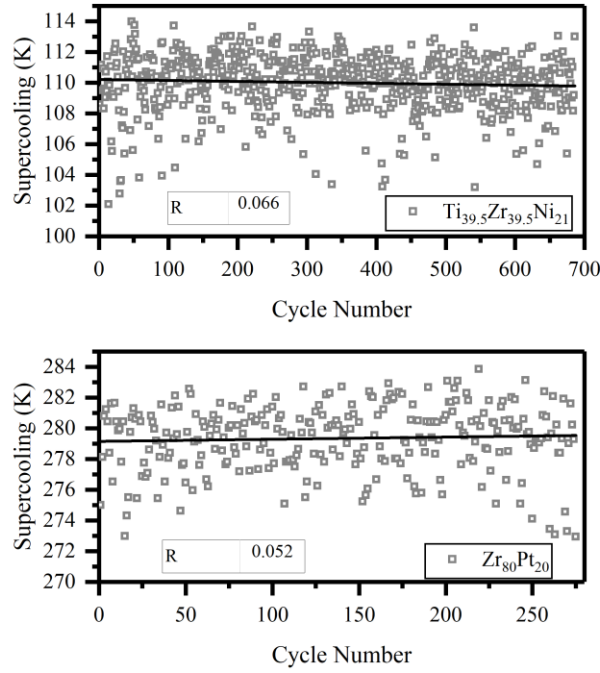 114
112
110
108
106
104
102
100
Supercooling (K)
R 0.066
Ti39.5Zr39.5Ni21
0 100 200 300 400 500 600 700
Cycle Number
284
282
280
278
276
274
272
270
Supercooling (K)
R 0.052
Zr80Pt20
0 50 100 150 200 250
Cycle Number